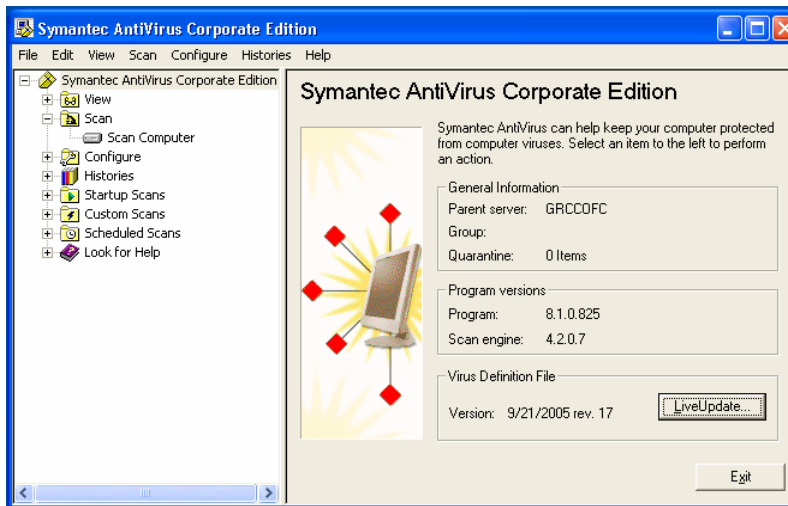 Symantec AntiVirus Corporate Edition
File Edit View Scan Configure Histories Help
Symantec AntiVirus Corporate Edition
View
Scan
Scan Computer
Configure
Histories
Startup Scans
Custom Scans
Scheduled Scans
Look for Help
Symantec AntiVirus Corporate Edition
Symantec AntiVirus can help keep your computer protected
from computer viruses. Select an item to the left to perform
an action.
General Information
Parent server: GRCCOFC
Group:
Quarantine: 0 Items
Program versions
Program: 8.1.0.825
Scan engine: 4.2.0.7
Virus Definition File
Version: 9/21/2005 rev. 17
LiveUpdate...
Exit